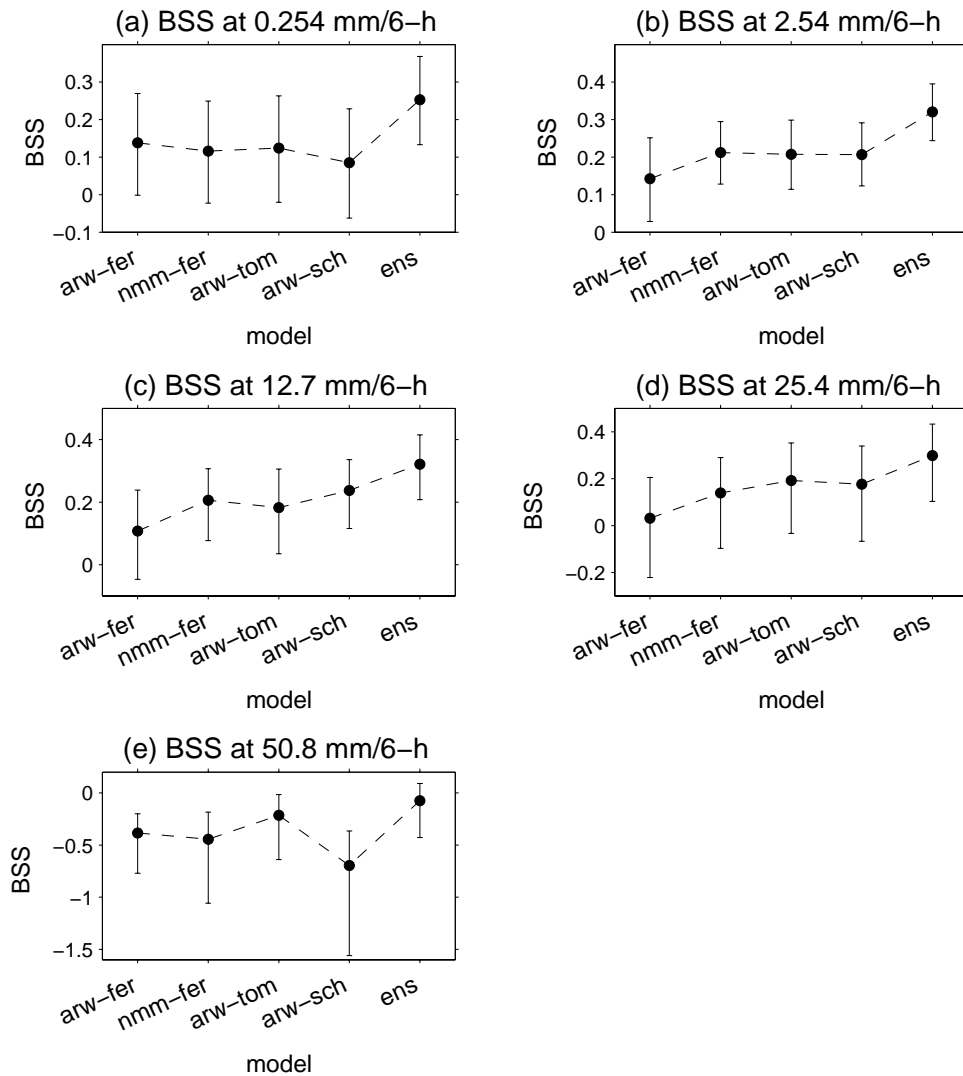 (a) BSS at 0.254 mm/6−h
BSS
0.3
0.2
0.1
0
−0.1
arw−fer
nmm−fer
arw−tom
arw−sch
ens
model
(b) BSS at 2.54 mm/6−h
BSS
0.4
0.3
0.2
0.1
0
arw−fer
nmm−fer
arw−tom
arw−sch
ens
model
(c) BSS at 12.7 mm/6−h
BSS
0.4
0.2
0
arw−fer
nmm−fer
arw−tom
arw−sch
ens
model
(d) BSS at 25.4 mm/6−h
BSS
0.4
0.2
0
−0.2
arw−fer
nmm−fer
arw−tom
arw−sch
ens
model
(e) BSS at 50.8 mm/6−h
BSS
0
−0.5
−1
−1.5
arw−fer
nmm−fer
arw−tom
arw−sch
ens
model